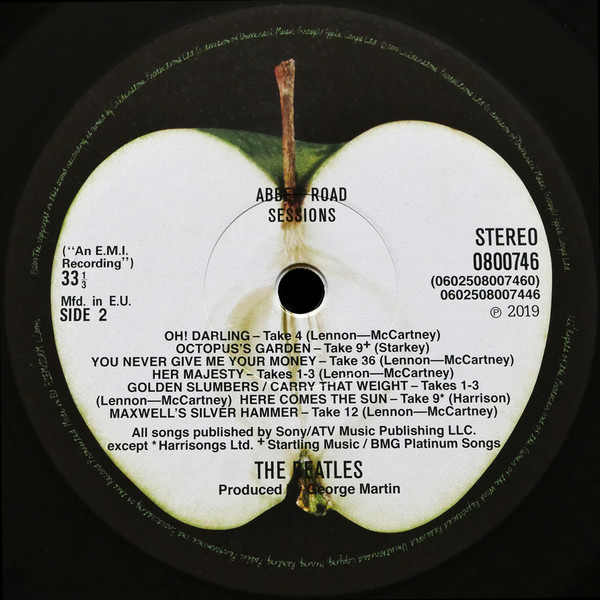 ABBEY ROAD
SESSIONS
("An E.M.I.
Recording")
33 1/3
Mfd. in E.U.
SIDE 2
STEREO
0800746
(0602508007460)
0602508007446
℗ 2019
OH! DARLING – Take 4 (Lennon—McCartney)
OCTOPUS'S GARDEN – Take 9+ (Starkey)
YOU NEVER GIVE ME YOUR MONEY – Take 36 (Lennon—McCartney)
HER MAJESTY – Takes 1-3 (Lennon—McCartney)
GOLDEN SLUMBERS / CARRY THAT WEIGHT – Takes 1-3
(Lennon—McCartney) HERE COMES THE SUN – Take 9* (Harrison)
MAXWELL'S SILVER HAMMER – Take 12 (Lennon—McCartney)
All songs published by Sony/ATV Music Publishing LLC.
except *Harrisongs Ltd. +Startling Music / BMG Platinum Songs
THE BEATLES
Produced by George Martin